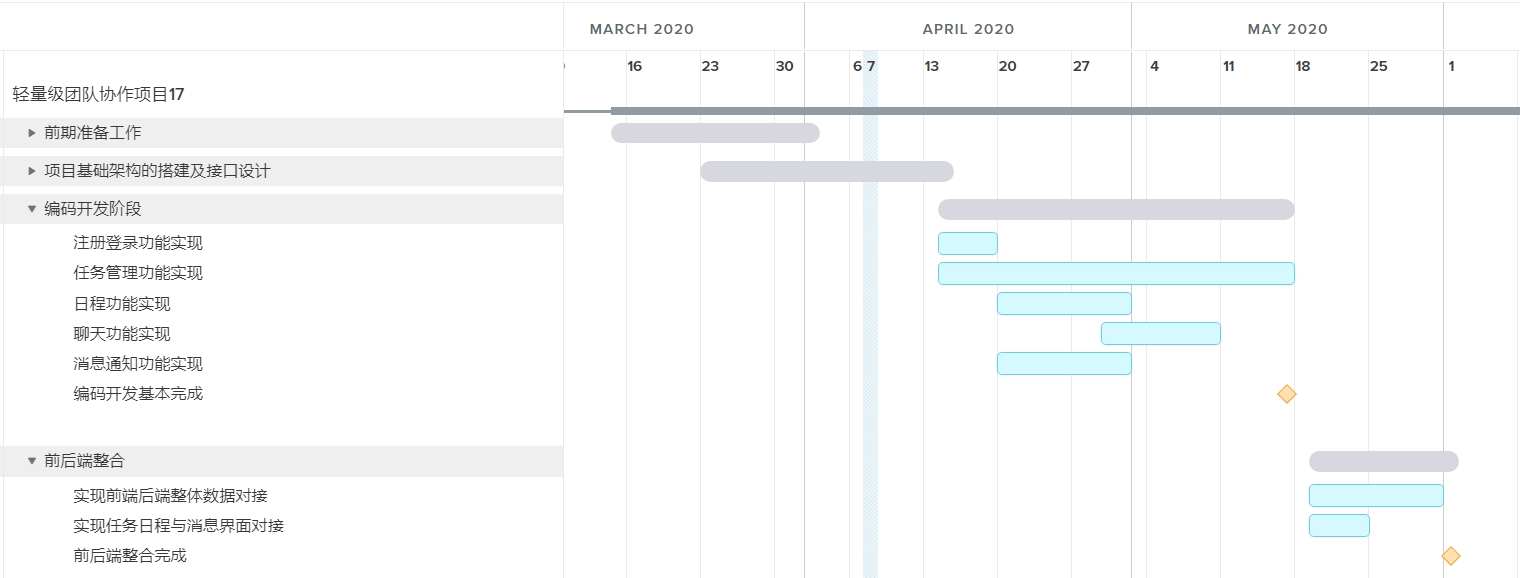 MARCH 2020 APRIL 2020 MAY 2020
16 23 30 6 7 13 20 27 4 11 18 25 1
轻量级团队协作项目17
前期准备工作
项目基础架构的搭建及接口设计
编码开发阶段
注册登录功能实现
任务管理功能实现
日程功能实现
聊天功能实现
消息通知功能实现
编码开发基本完成
前后端整合
实现前端后端整体数据对接
实现任务日程与消息界面对接
前后端整合完成